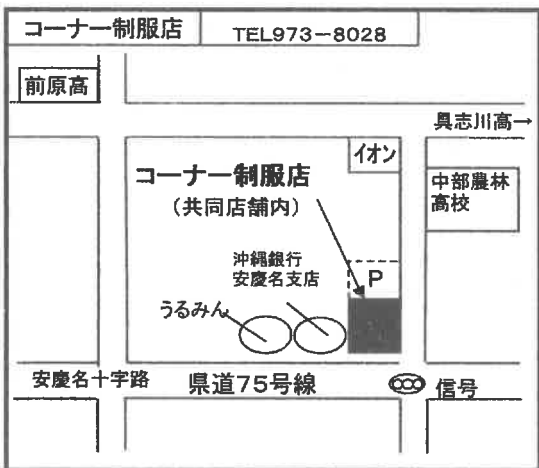 コーナー制服店
TEL973-8028
前原高
具志川高→
イオン
コーナー制服店
(共同店舗内)
中部農林
高校
沖縄銀行
安慶名支店
P
うるみん
安慶名十字路
県道75号線
信号